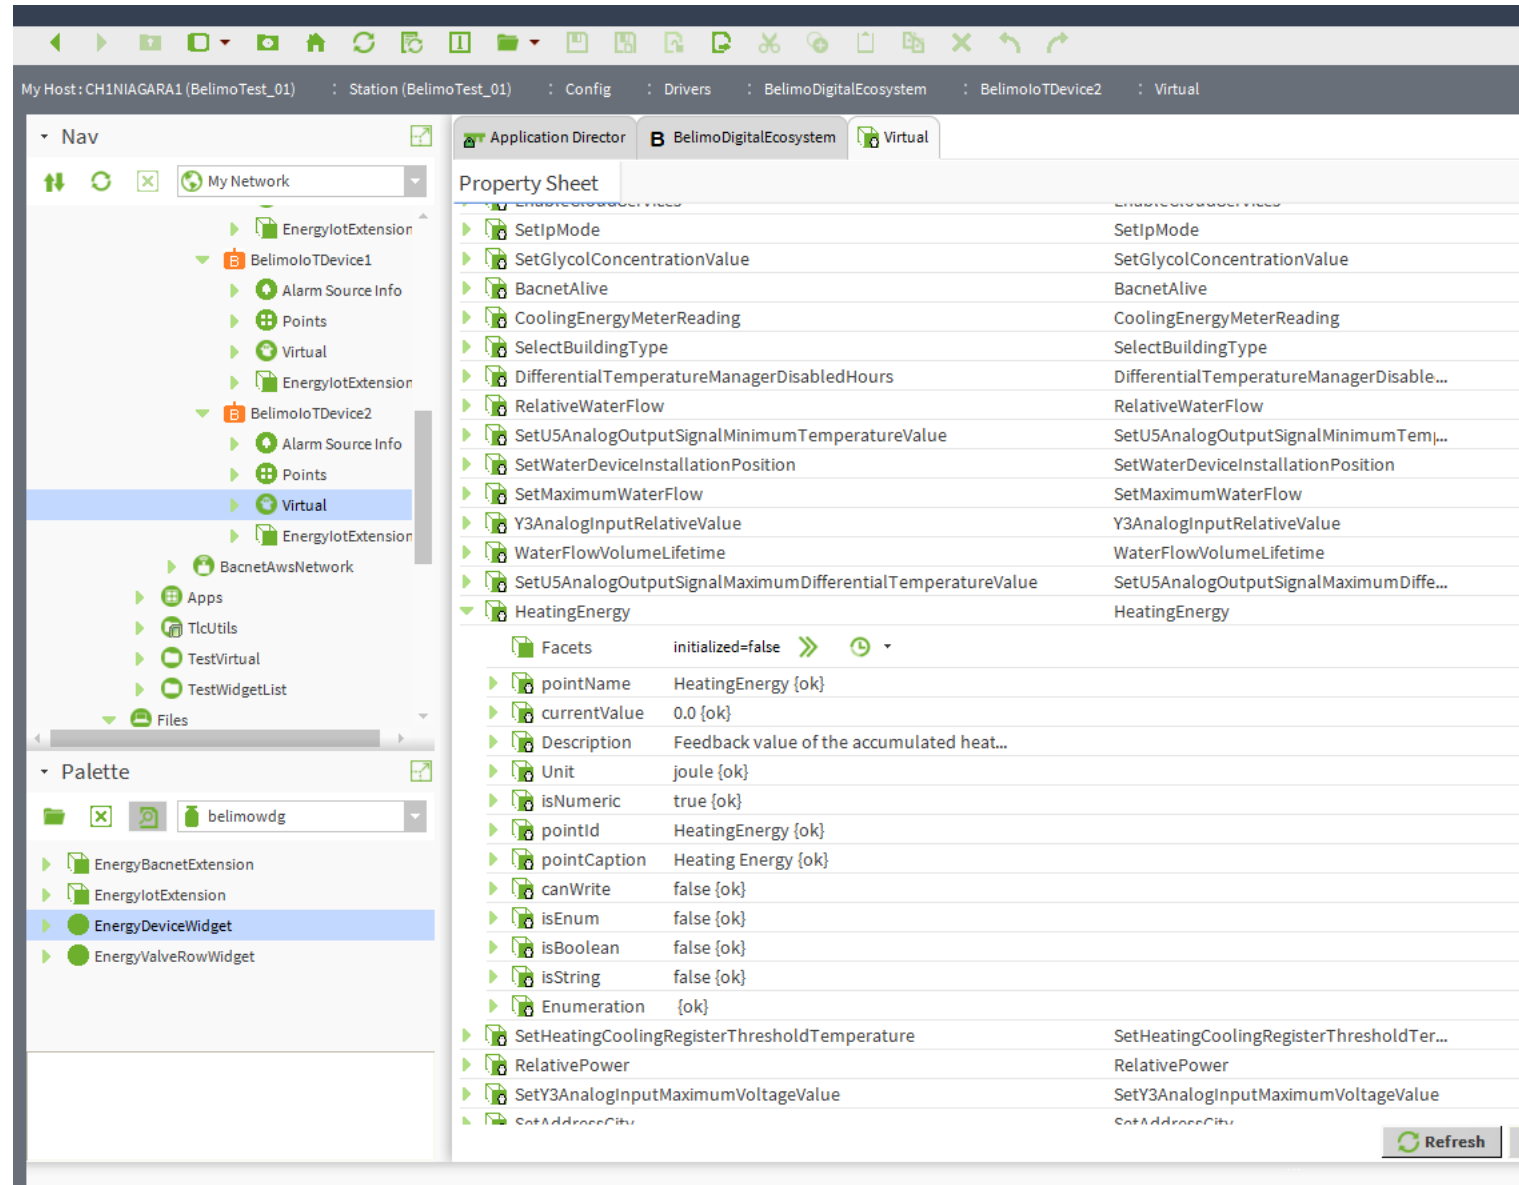 My Host : CH1NIAGARA1 (BelimoTest_01) : Station (BelimoTest_01) : Config : Drivers : BelimoDigitalEcosystem : BelimoIoTDevice2 : Virtual
Nav
My Network
EnergyIotExtension
BelimoIoTDevice1
Alarm Source Info
Points
Virtual
EnergyIotExtension
BelimoIoTDevice2
Alarm Source Info
Points
Virtual
EnergyIotExtension
BacnetAwsNetwork
Apps
TlcUtils
TestVirtual
TestWidgetList
Files
Palette
belimowdg
EnergyBacnetExtension
EnergyIotExtension
EnergyDeviceWidget
EnergyValveRowWidget
Application Director B BelimoDigitalEcosystem Virtual
Property Sheet
EnableCloudServices EnableCloudServices
SetIpMode SetIpMode
SetGlycolConcentrationValue SetGlycolConcentrationValue
BacnetAlive BacnetAlive
CoolingEnergyMeterReading CoolingEnergyMeterReading
SelectBuildingType SelectBuildingType
DifferentialTemperatureManagerDisabledHours DifferentialTemperatureManagerDisable...
RelativeWaterFlow RelativeWaterFlow
SetU5AnalogOutputSignalMinimumTemperatureValue SetU5AnalogOutputSignalMinimumTemp...
SetWaterDeviceInstallationPosition SetWaterDeviceInstallationPosition
SetMaximumWaterFlow SetMaximumWaterFlow
Y3AnalogInputRelativeValue Y3AnalogInputRelativeValue
WaterFlowVolumeLifetime WaterFlowVolumeLifetime
SetU5AnalogOutputSignalMaximumDifferentialTemperatureValue SetU5AnalogOutputSignalMaximumDiffe...
HeatingEnergy HeatingEnergy
Facets initialized=false
pointName HeatingEnergy {ok}
currentValue 0.0 {ok}
Description Feedback value of the accumulated heat...
Unit joule {ok}
isNumeric true {ok}
pointId HeatingEnergy {ok}
pointCaption Heating Energy {ok}
canWrite false {ok}
isEnum false {ok}
isBoolean false {ok}
isString false {ok}
Enumeration {ok}
SetHeatingCoolingRegisterThresholdTemperature SetHeatingCoolingRegisterThresholdTer...
RelativePower RelativePower
SetY3AnalogInputMaximumVoltageValue SetY3AnalogInputMaximumVoltageValue
SetAddressCity SetAddressCity
Refresh